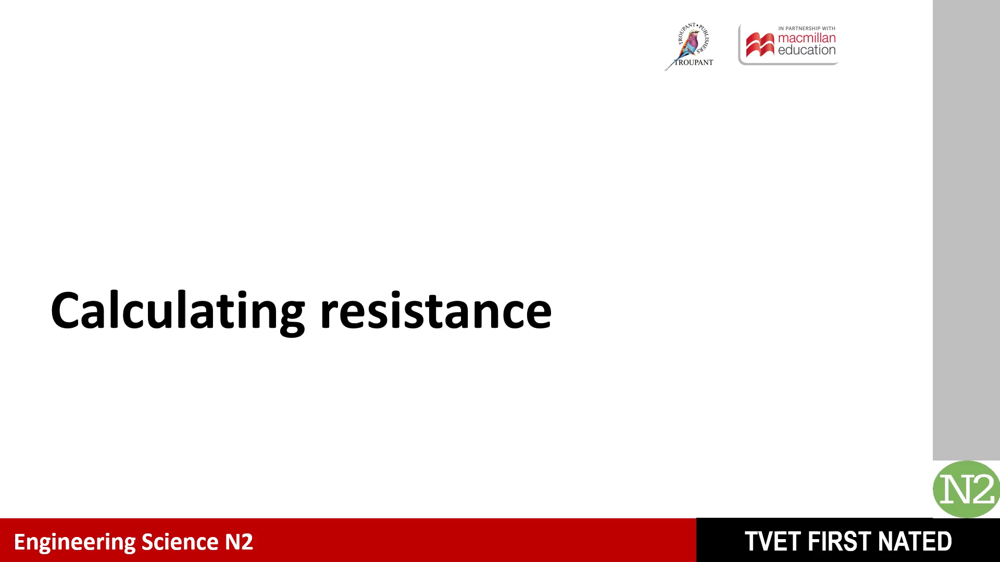 TROUPANT • PUBLISHERS
TROUPANT
IN PARTNERSHIP WITH
macmillan
education
Calculating resistance
N2
Engineering Science N2
TVET FIRST NATED